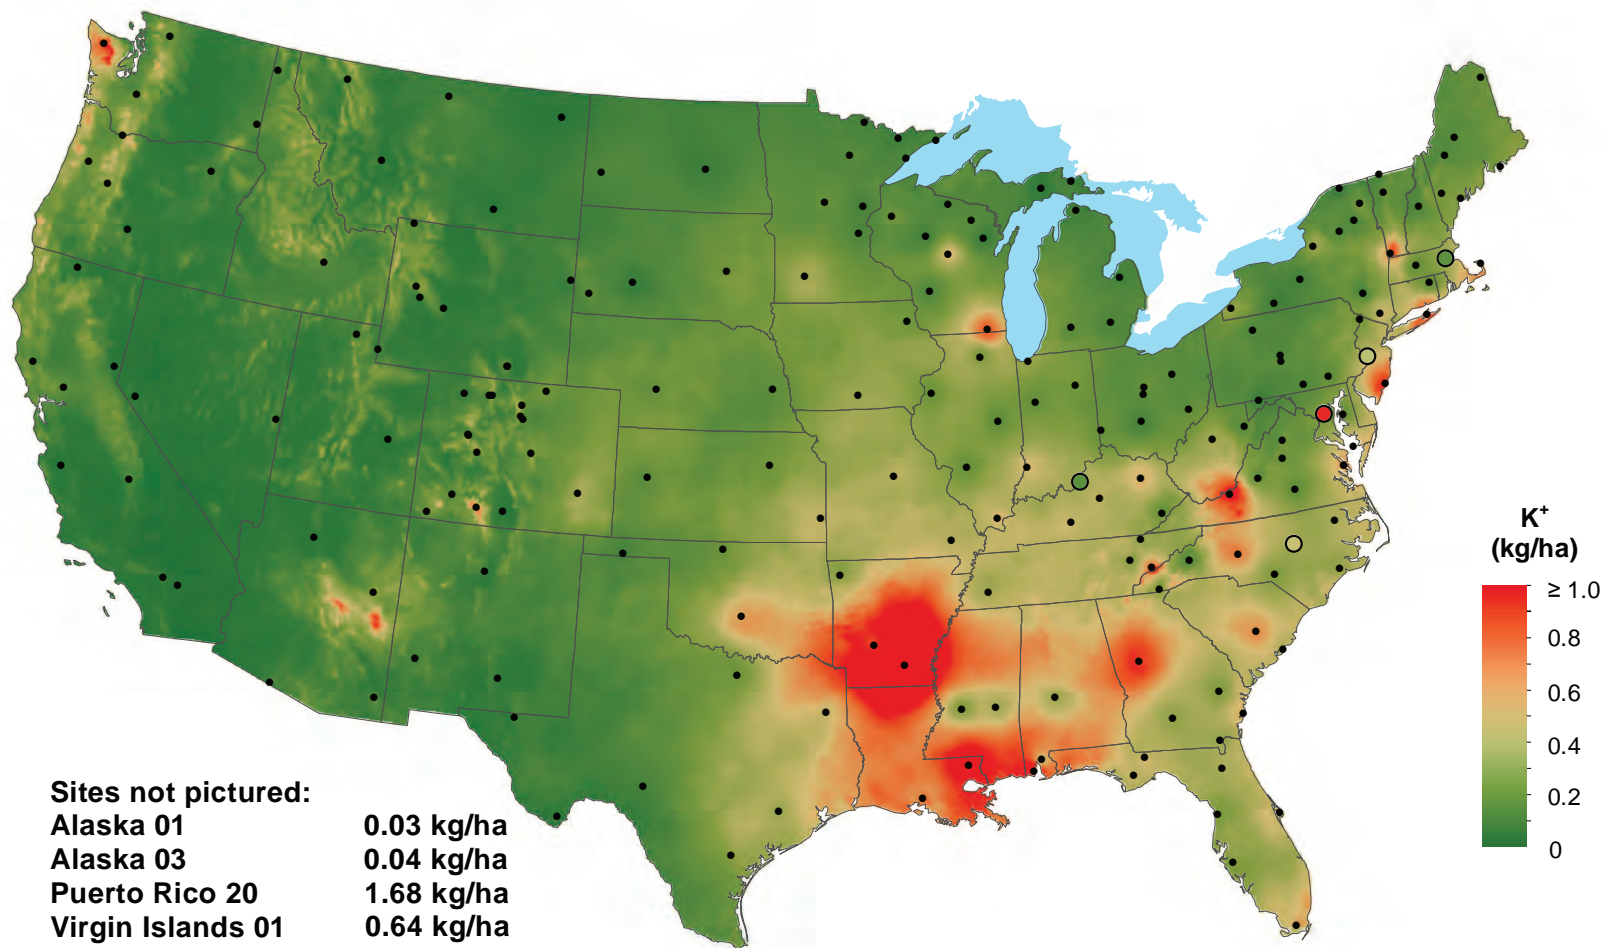 K+
(kg/ha)
≥ 1.0
0.8
0.6
0.4
0.2
0
Sites not pictured:
Alaska 01 0.03 kg/ha
Alaska 03 0.04 kg/ha
Puerto Rico 20 1.68 kg/ha
Virgin Islands 01 0.64 kg/ha